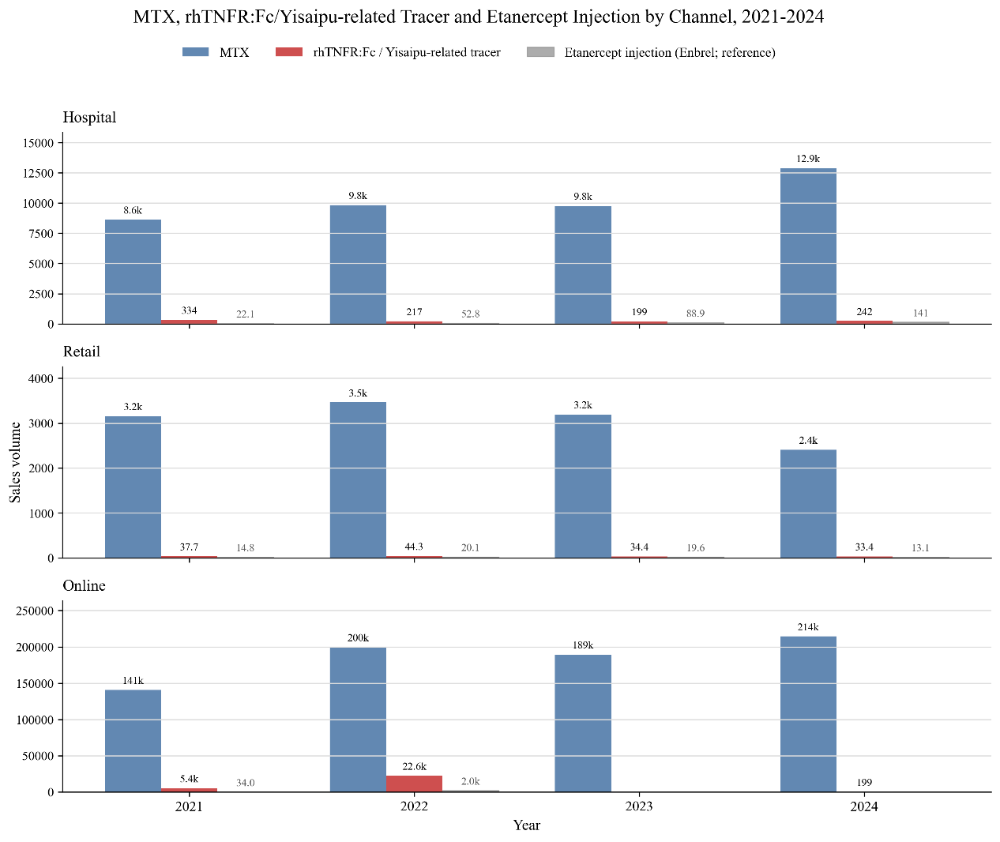 MTX, rhTNFR:Fc/Yisaipu-related Tracer and Etanercept Injection by Channel, 2021-2024
MTX rhTNFR:Fc / Yisaipu-related tracer Etanercept injection (Enbrel; reference)
Hospital
15000
12500
10000
7500
5000
2500
0
8.6k 334 22.1 9.8k 217 52.8 9.8k 199 88.9 12.9k 242 141
Retail
4000
3000
2000
1000
0
3.2k 37.7 14.8 3.5k 44.3 20.1 3.2k 34.4 19.6 2.4k 33.4 13.1
Sales volume
Online
250000
200000
150000
100000
50000
0
141k 5.4k 34.0 200k 22.6k 2.0k 189k 214k 199
2021 2022 2023 2024
Year